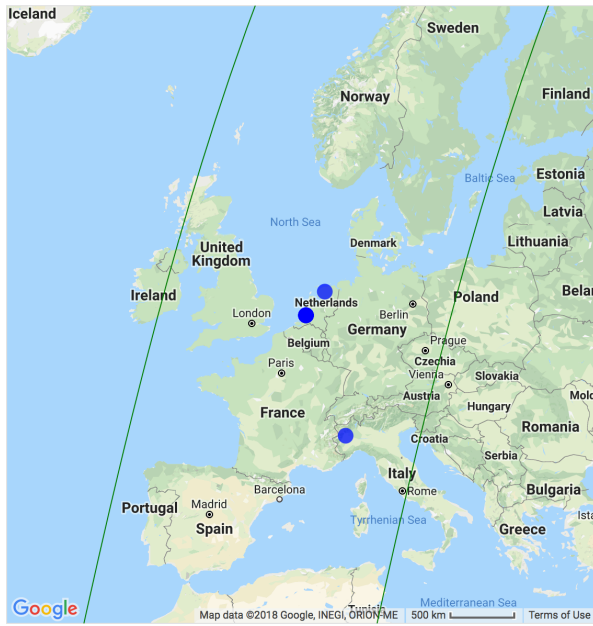 Iceland
Sweden
Finland
Norway
Estonia
Baltic Sea
Latvia
North Sea
Denmark
Lithuania
United
Kingdom
Ireland
Netherlands
Poland
Belar
London
Berlin
Germany
Belgium
Prague
Paris
Czechia
Vienna
Slovakia
Austria
Mold
France
Hungary
Romania
Croatia
Serbia
Italy
Barcelona
Rome
Bulgaria
Portugal
Madrid
Tyrrhenian Sea
Ista
Spain
Greece
Google
Tunisia
Mediterranean Sea
Map data ©2018 Google, INEGI, ORION-ME
500 km
Terms of Use